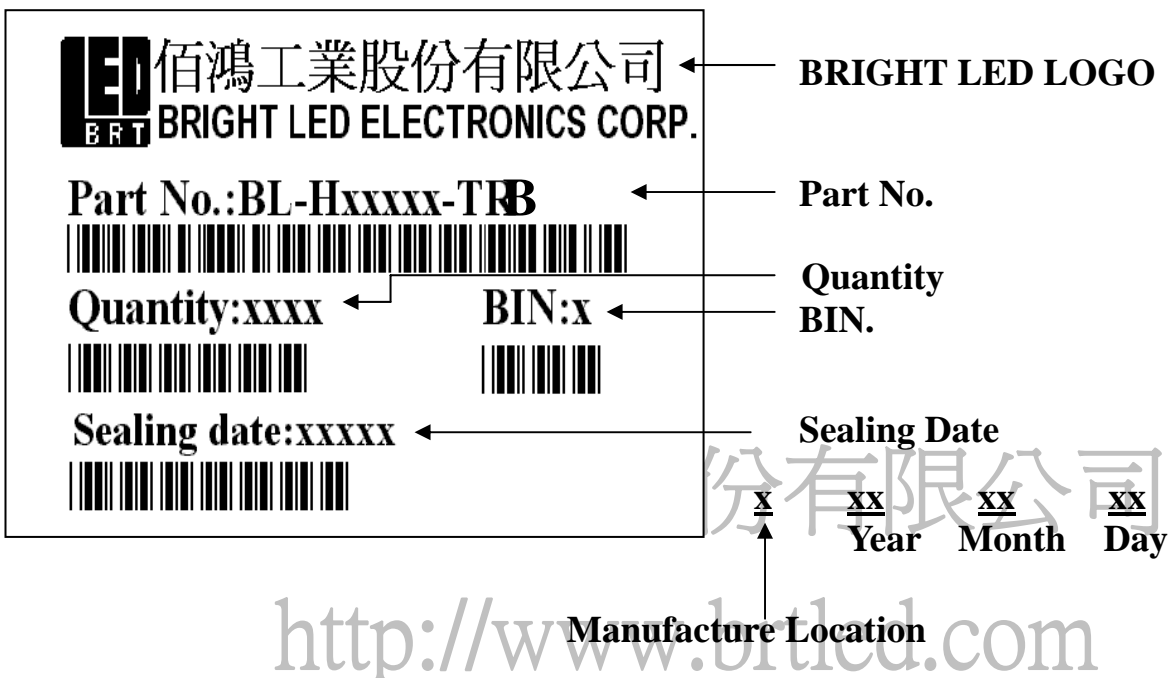 LED 佰鴻工業股份有限公司 BRIGHT LED LOGO
BRT BRIGHT LED ELECTRONICS CORP.
Part No.:BL-Hxxxxx-TRB Part No.
Quantity
Quantity:xxxx BIN:x BIN.
Sealing date:xxxxx Sealing Date
份有限公司
x xx xx xx
Year Month Day
Manufacture Location
http://www.brtled.com